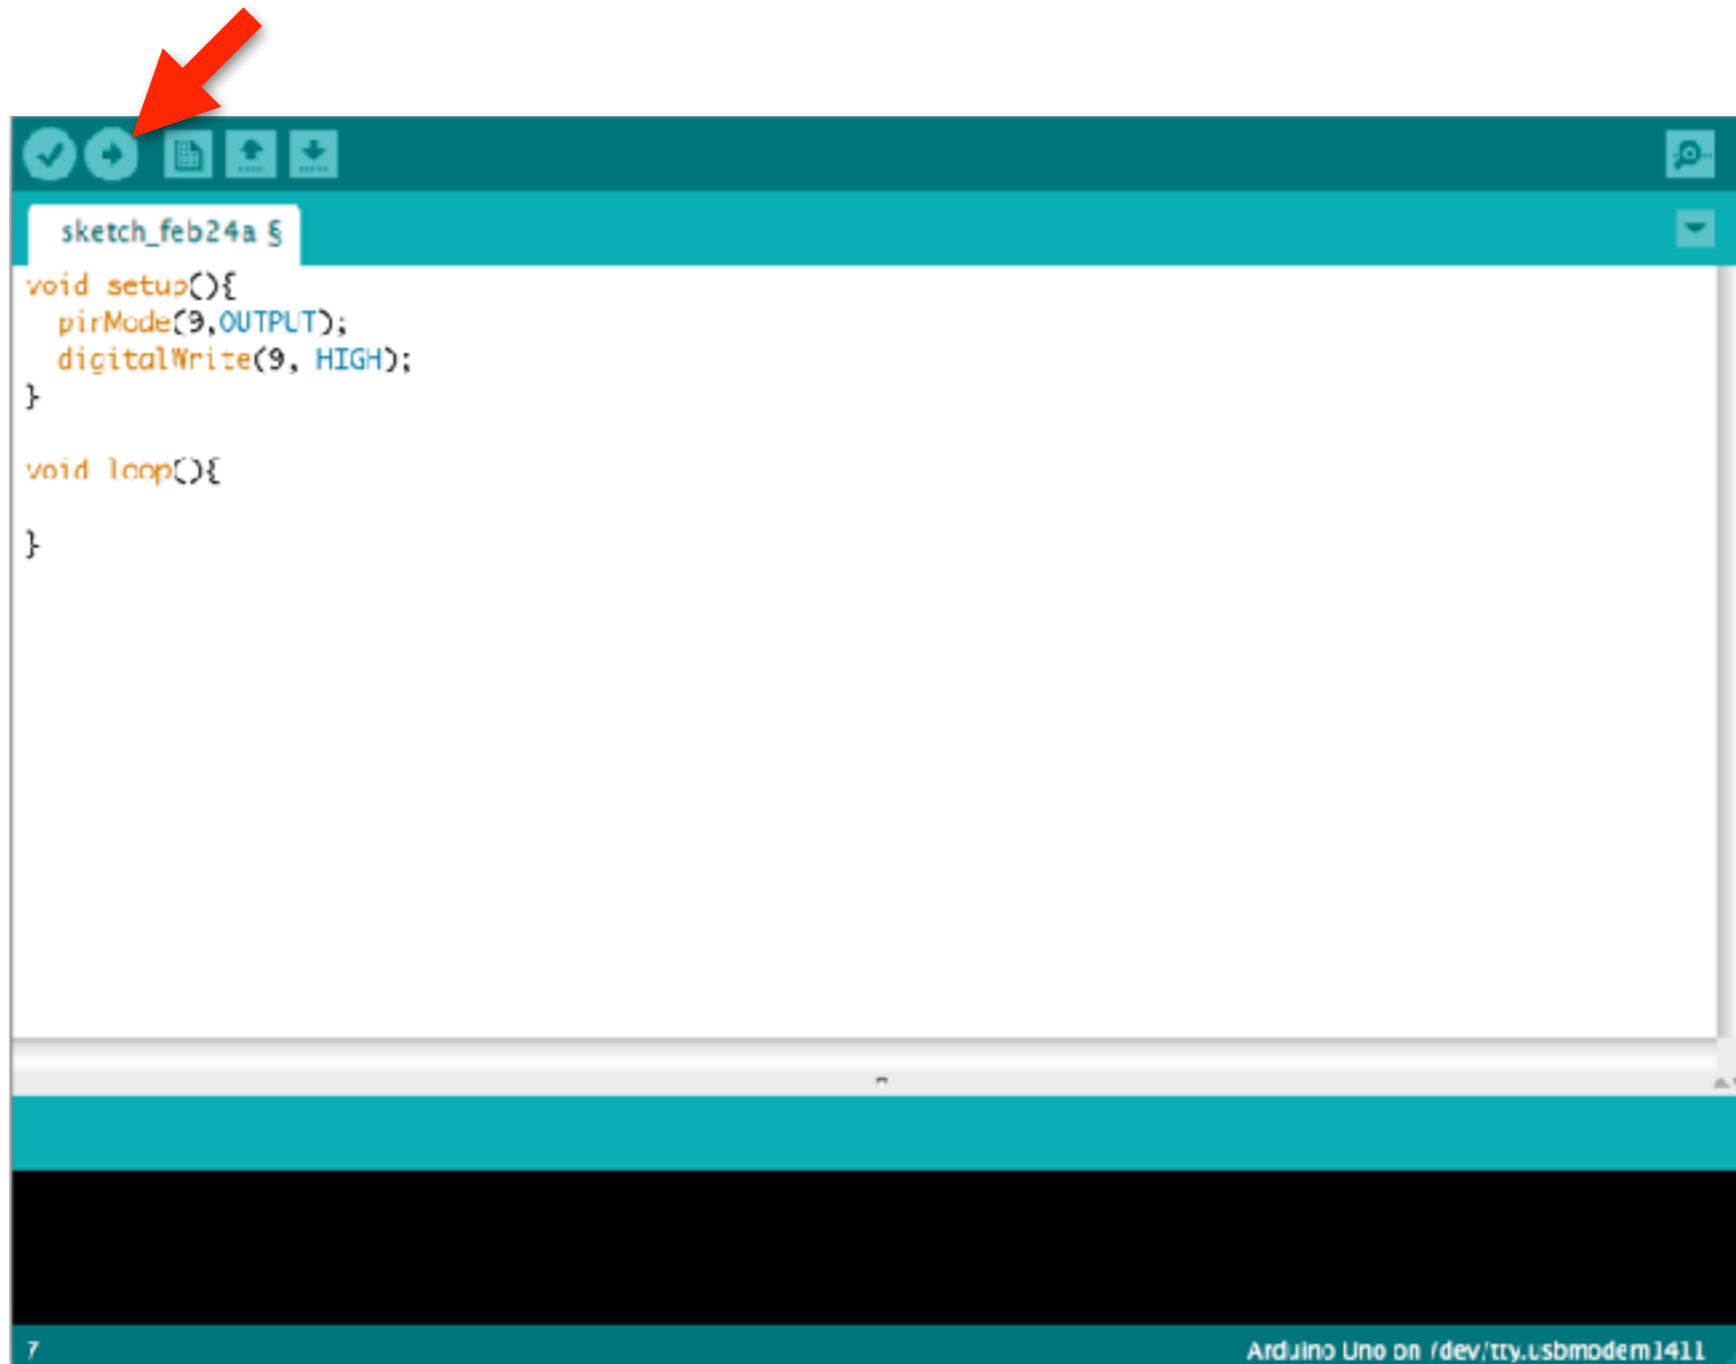 sketch_feb24a §
void setup(){
pinMode(9,OUTPUT);
digitalWrite(9, HIGH);
}
void loop(){
}
7
Arduino Uno on /dev/tty.usbmodem1411